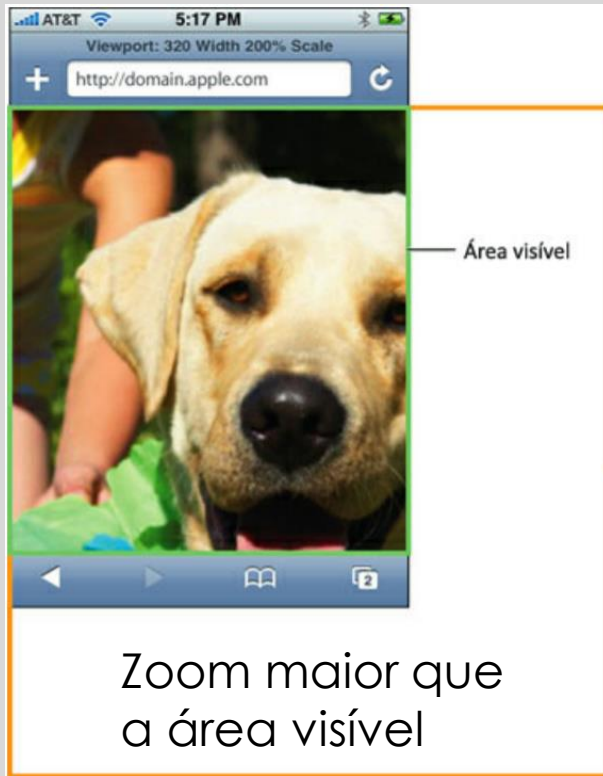 AT&T 5:17 PM
Viewport: 320 Width 200% Scale
http://domain.apple.com
Área visível
2
Zoom maior que
a área visível